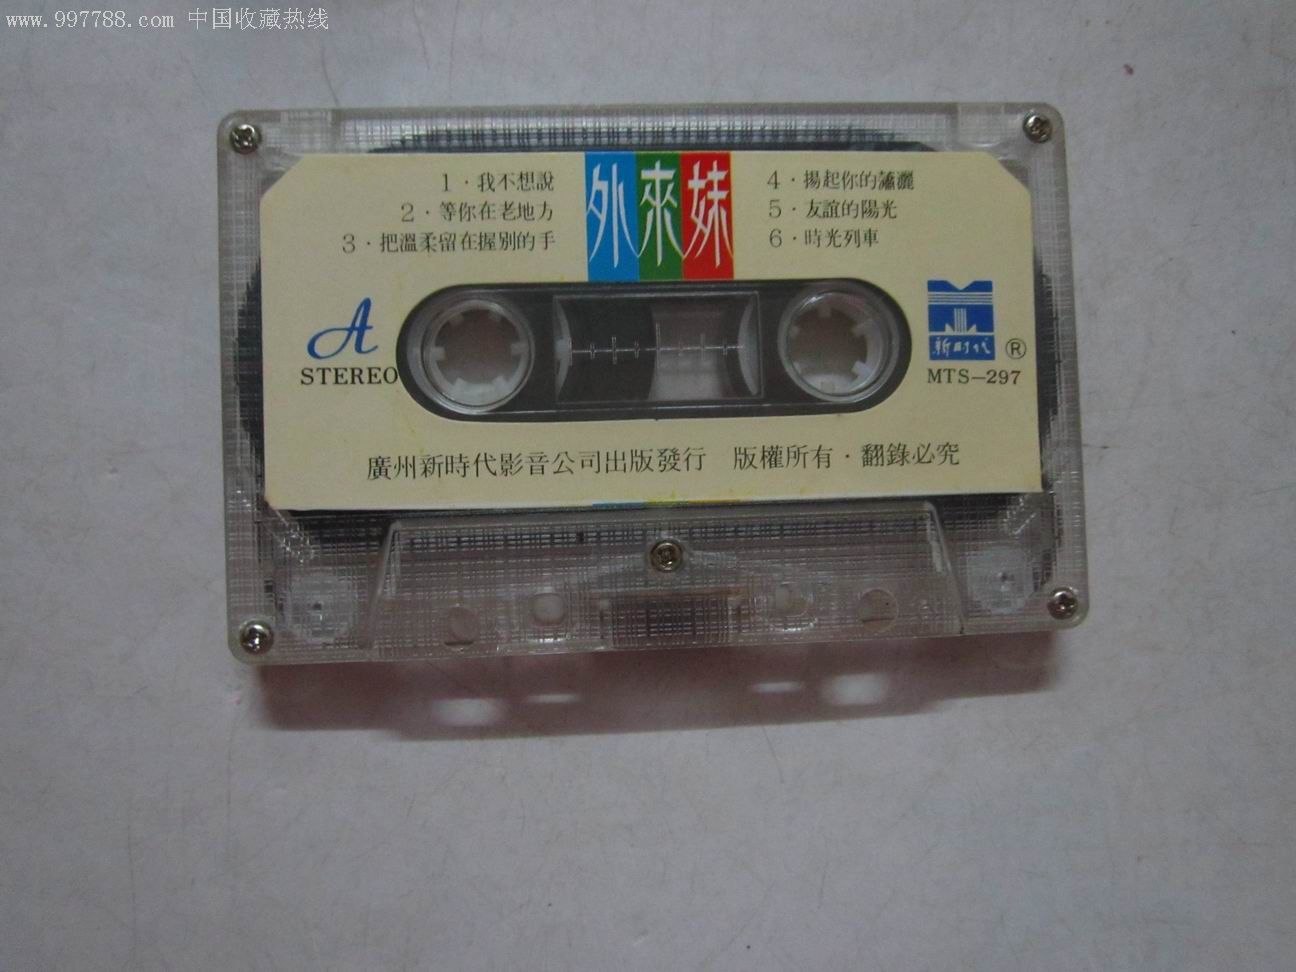 www.997788.com 中国收藏热线
外來妹
1·我不想說
2·等你在老地方
3·把溫柔留在握別的手
4·揚起你的瀟灑
5·友誼的陽光
6·時光列車
A
STEREO
新時代 ®
MTS-297
廣州新時代影音公司出版發行 版權所有·翻錄必究